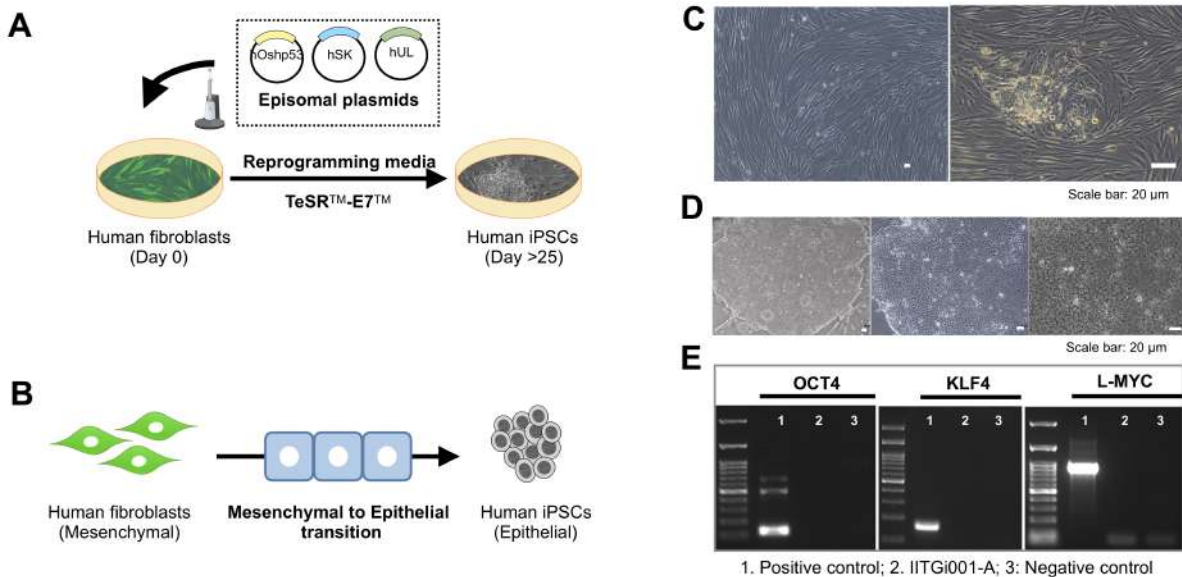 A
hOshp53
hSK
hUL
Episomal plasmids
Reprogramming media
TeSR™-E7™
Human fibroblasts
(Day 0)
Human iPSCs
(Day >25)
B
Human fibroblasts
(Mesenchymal)
Mesenchymal to Epithelial
transition
Human iPSCs
(Epithelial)
C
Scale bar: 20 µm
D
Scale bar: 20 µm
E
OCT4
KLF4
L-MYC
1 2 3
1 2 3
1 2 3
1. Positive control; 2. IITGi001-A; 3: Negative control